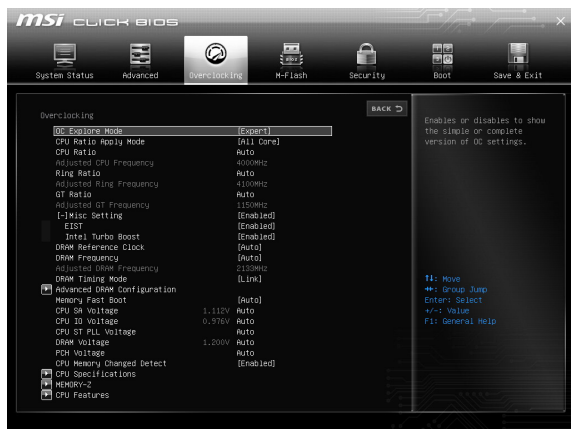 msi CLICK BIOS
System Status Advanced Overclocking M-Flash Security Boot Save & Exit
BACK
Overclocking
OC Explore Mode [Expert]
CPU Ratio Apply Mode [All Core]
CPU Ratio Auto
Adjusted CPU Frequency 4000MHz
Ring Ratio Auto
Adjusted Ring Frequency 4100MHz
GT Ratio Auto
Adjusted GT Frequency 1150MHz
[-]Misc Setting [Enabled]
EIST [Enabled]
Intel Turbo Boost [Enabled]
DRAM Reference Clock [Auto]
DRAM Frequency [Auto]
Adjusted DRAM Frequency 2133MHz
DRAM Timing Mode [Link]
Advanced DRAM Configuration
Memory Fast Boot [Auto]
CPU SA Voltage 1.112V Auto
CPU IO Voltage 0.976V Auto
CPU ST PLL Voltage Auto
DRAM Voltage 1.200V Auto
PCH Voltage Auto
CPU Memory Changed Detect [Enabled]
CPU Specifications
MEMORY-Z
CPU Features
Enables or disables to show
the simple or complete
version of OC settings.
↑↓: Move
→←: Group Jump
Enter: Select
+/-: Value
F1: General Help